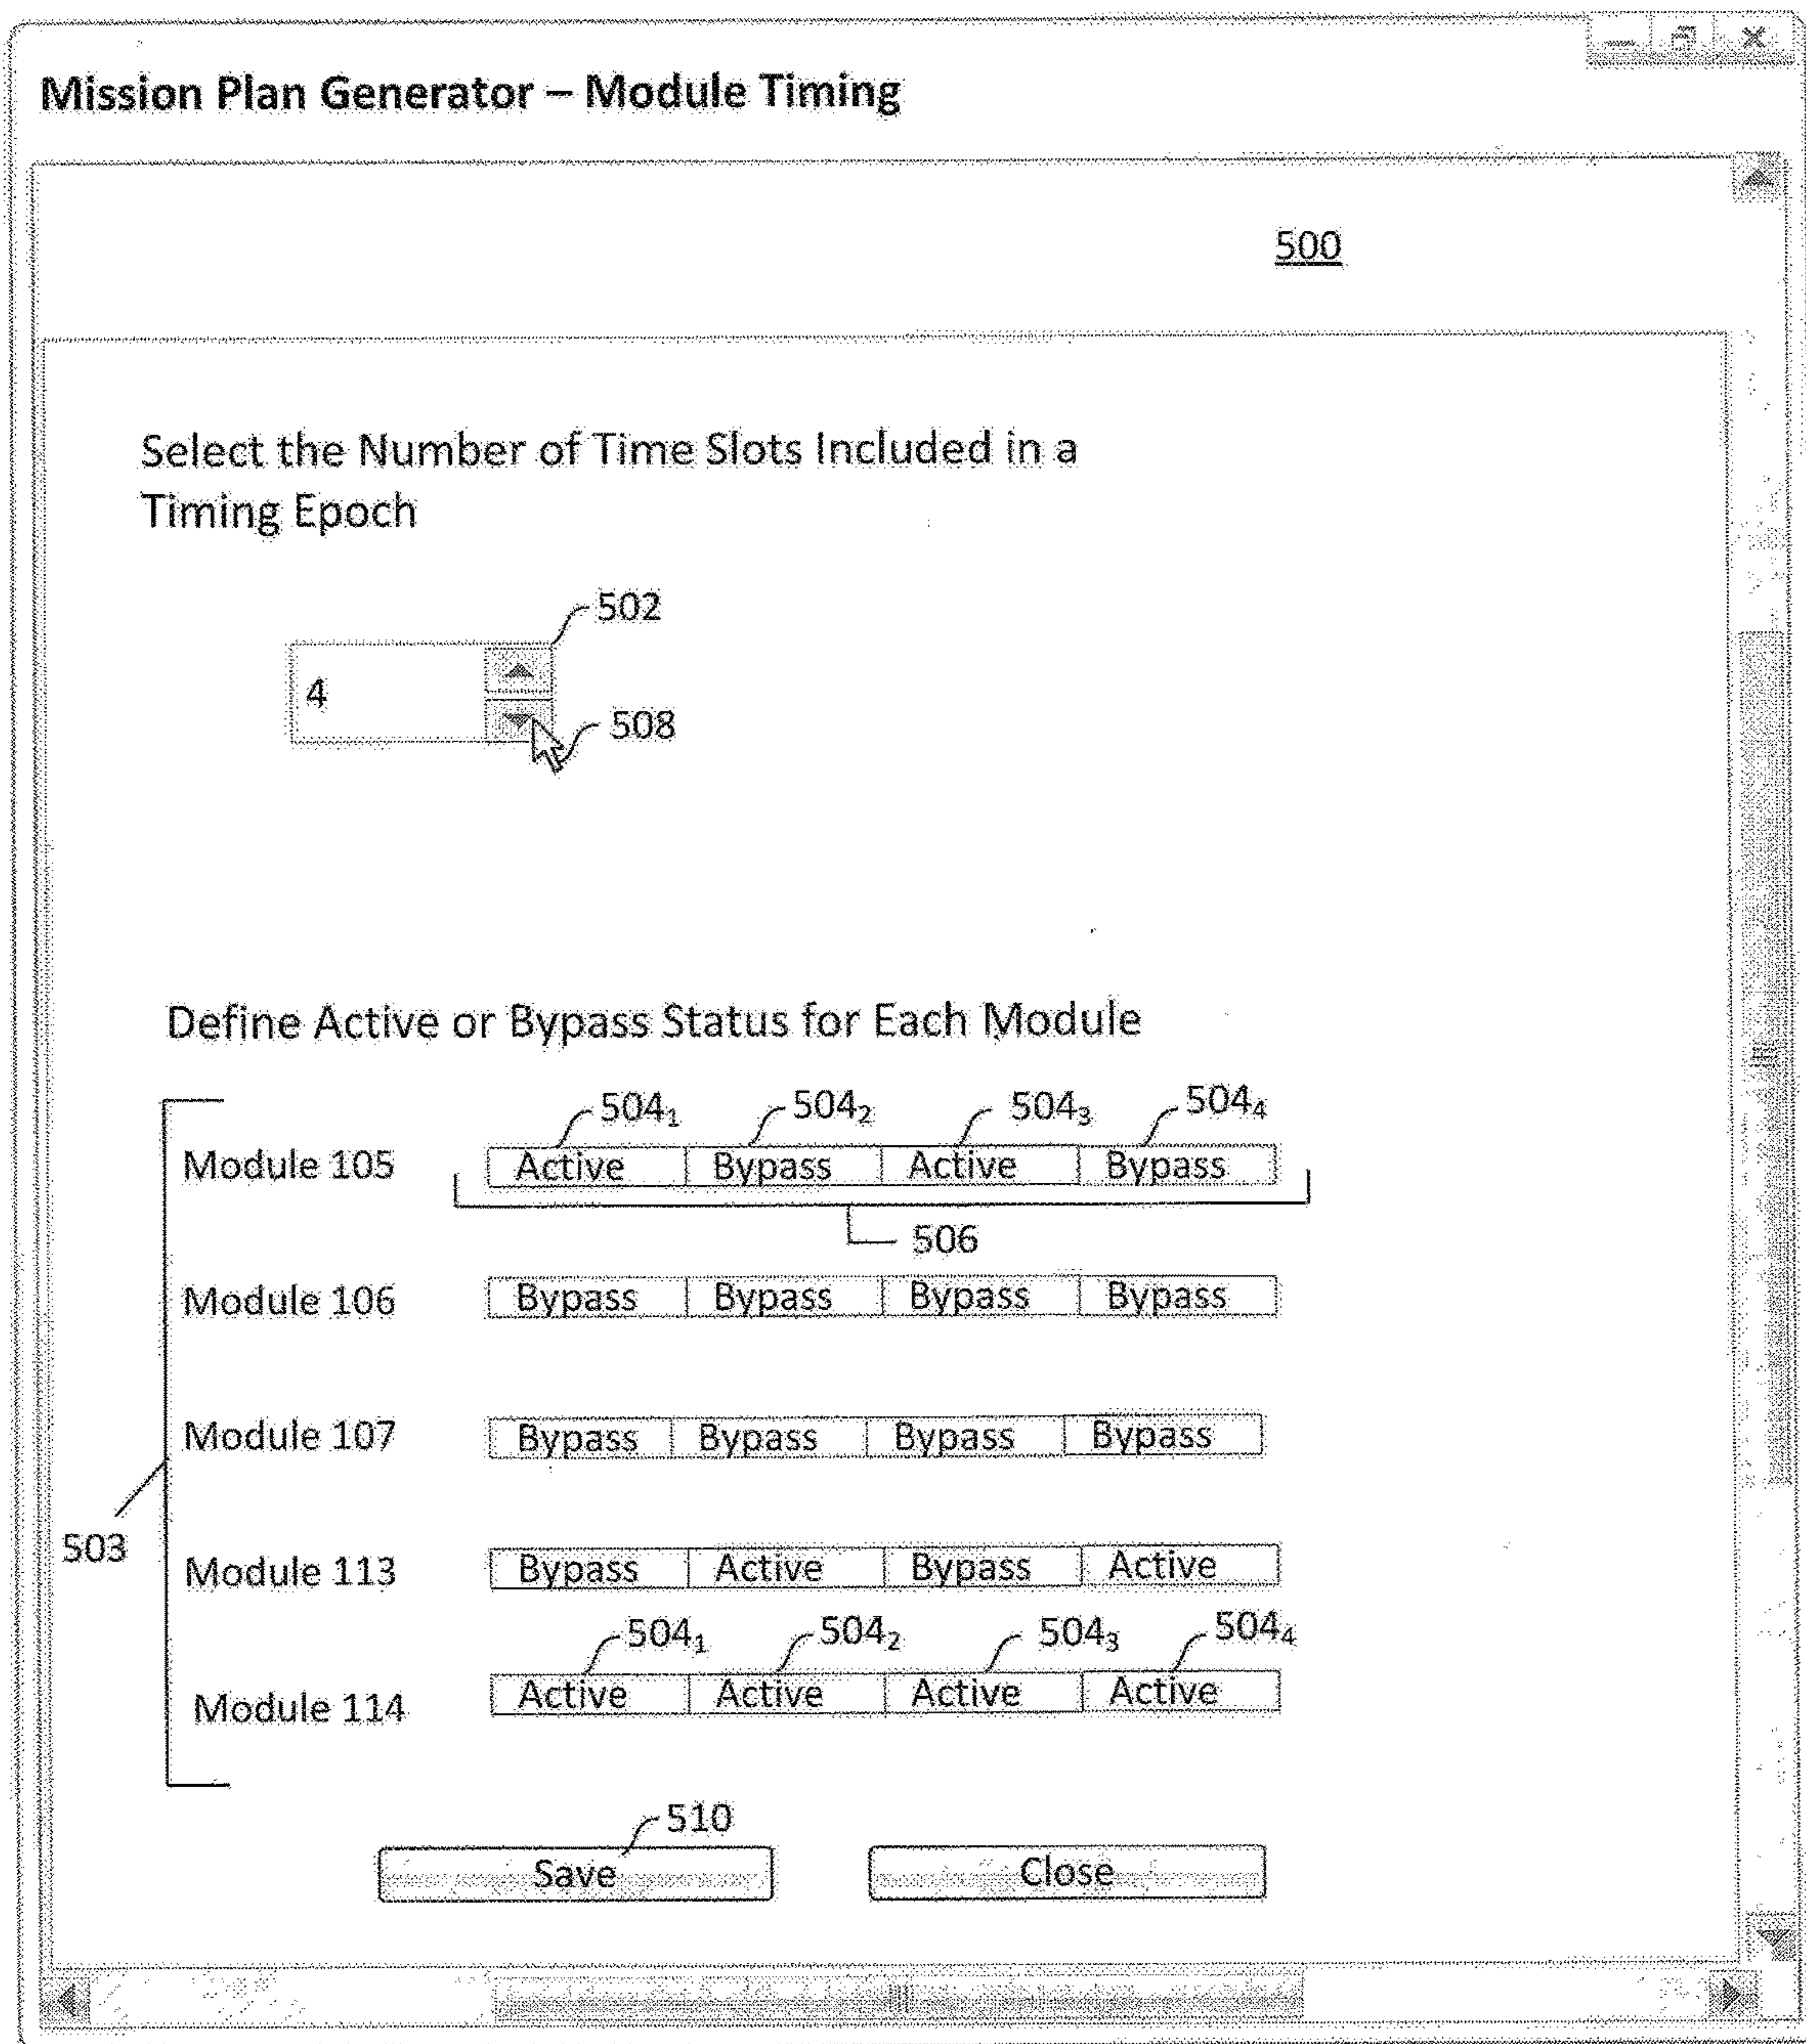 Mission Plan Generator – Module Timing
500
Select the Number of Time Slots Included in a
Timing Epoch
502
4
508
Define Active or Bypass Status for Each Module
504₁ 504₂ 504₃ 504₄
Module 105 Active Bypass Active Bypass
506
Module 106 Bypass Bypass Bypass Bypass
Module 107 Bypass Bypass Bypass Bypass
503
Module 113 Bypass Active Bypass Active
504₁ 504₂ 504₃ 504₄
Module 114 Active Active Active Active
510
Save Close